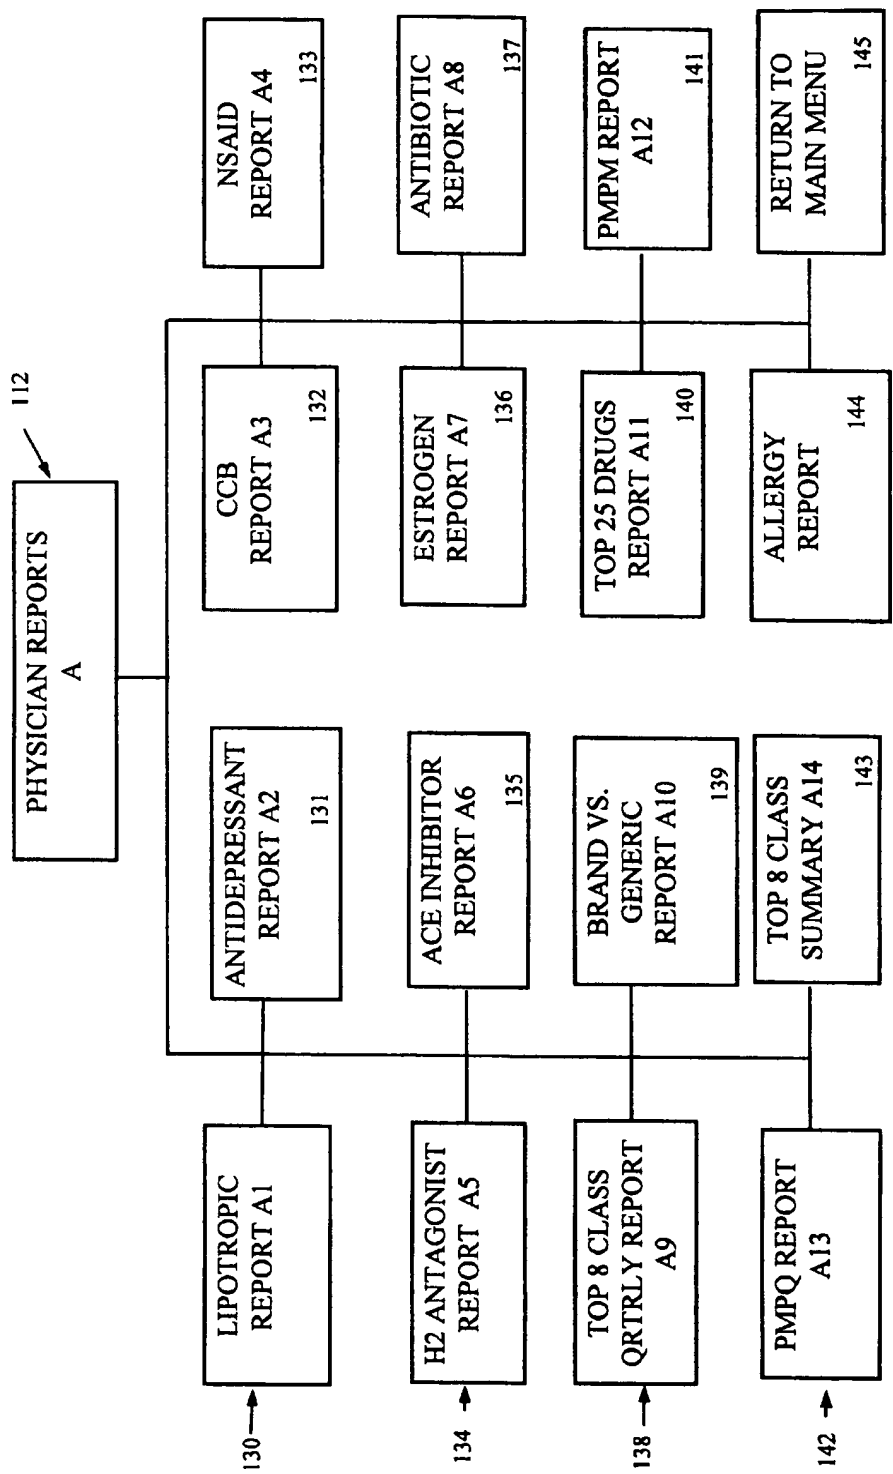 PHYSICIAN REPORTS
A
112
LIPOTROPIC
REPORT A1
130
ANTIDEPRESSANT
REPORT A2
131
CCB
REPORT A3
132
NSAID
REPORT A4
133
H2 ANTAGONIST
REPORT A5
134
ACE INHIBITOR
REPORT A6
135
ESTROGEN
REPORT A7
136
ANTIBIOTIC
REPORT A8
137
TOP 8 CLASS
QRTRLY REPORT
A9
138
BRAND VS.
GENERIC
REPORT A10
139
TOP 25 DRUGS
REPORT A11
140
PMPM REPORT
A12
141
PMPQ REPORT
A13
142
TOP 8 CLASS
SUMMARY A14
143
ALLERGY
REPORT
144
RETURN TO
MAIN MENU
145